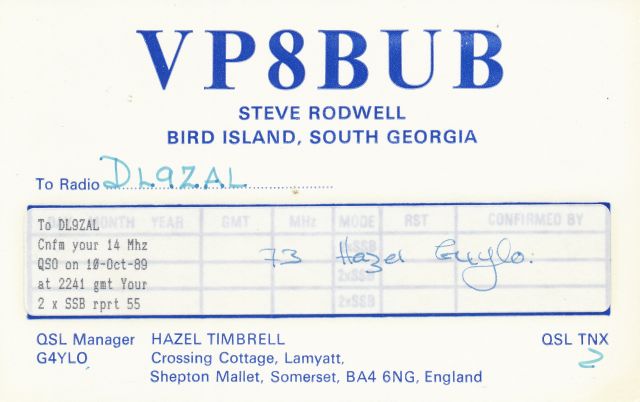 VP8BUB
STEVE RODWELL
BIRD ISLAND, SOUTH GEORGIA
To Radio DL9ZAL
MONTH YEAR GMT MHz MODE RST CONFIRMED BY
To DL9ZAL
Cnfm your 14 Mhz
QSO on 10-Oct-89
at 2241 gmt Your
2 x SSB rprt 55
73 Hazel G4ylo.
2xSSB
2xSSB
QSL Manager HAZEL TIMBRELL QSL TNX
G4YLO Crossing Cottage, Lamyatt,
Shepton Mallet, Somerset, BA4 6NG, England